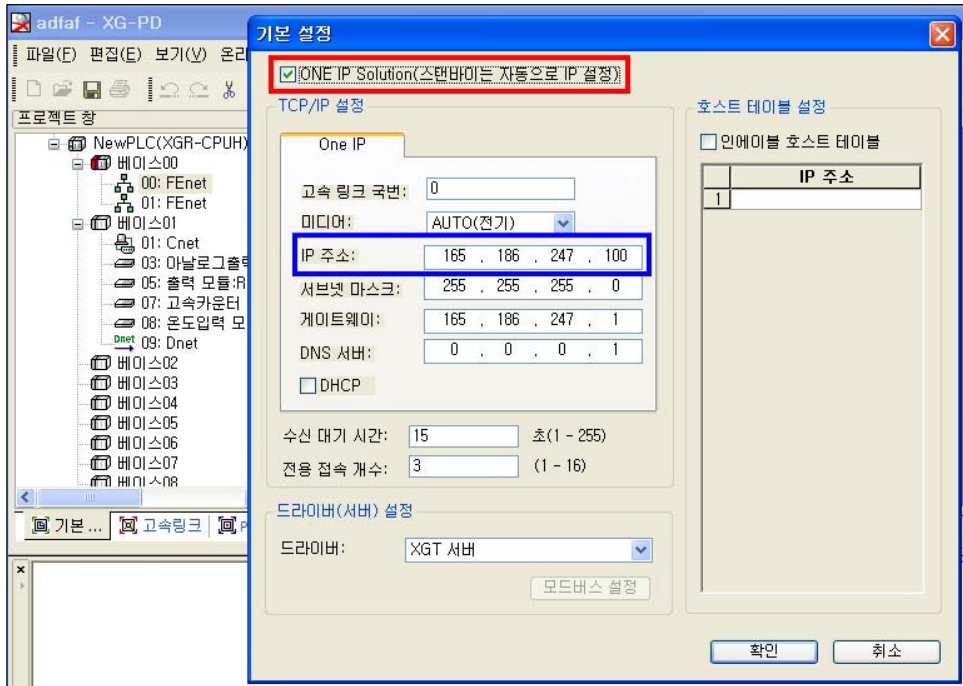 adfaf - XG-PD
파일(F) 편집(E) 보기(V) 온라
프로젝트 창
NewPLC(XGR-CPUH)
베이스00
00: FEnet
01: FEnet
베이스01
01: Cnet
03: 아날로그출력
05: 출력 모듈:R
07: 고속카운터
08: 온도입력 모
Dnet 09: Dnet
베이스02
베이스03
베이스04
베이스05
베이스06
베이스07
베이스08
기본 ... 고속링크 P
기본 설정
ONE IP Solution(스탠바이는 자동으로 IP 설정)
TCP/IP 설정
One IP
고속 링크 국번: 0
미디어: AUTO(전기)
IP 주소: 165 . 186 . 247 . 100
서브넷 마스크: 255 . 255 . 255 . 0
게이트웨이: 165 . 186 . 247 . 1
DNS 서버: 0 . 0 . 0 . 1
DHCP
수신 대기 시간: 15 초(1 - 255)
전용 접속 개수: 3 (1 - 16)
드라이버(서버) 설정
드라이버: XGT 서버
모드버스 설정
호스트 테이블 설정
인에이블 호스트 테이블
IP 주소
1
확인 취소